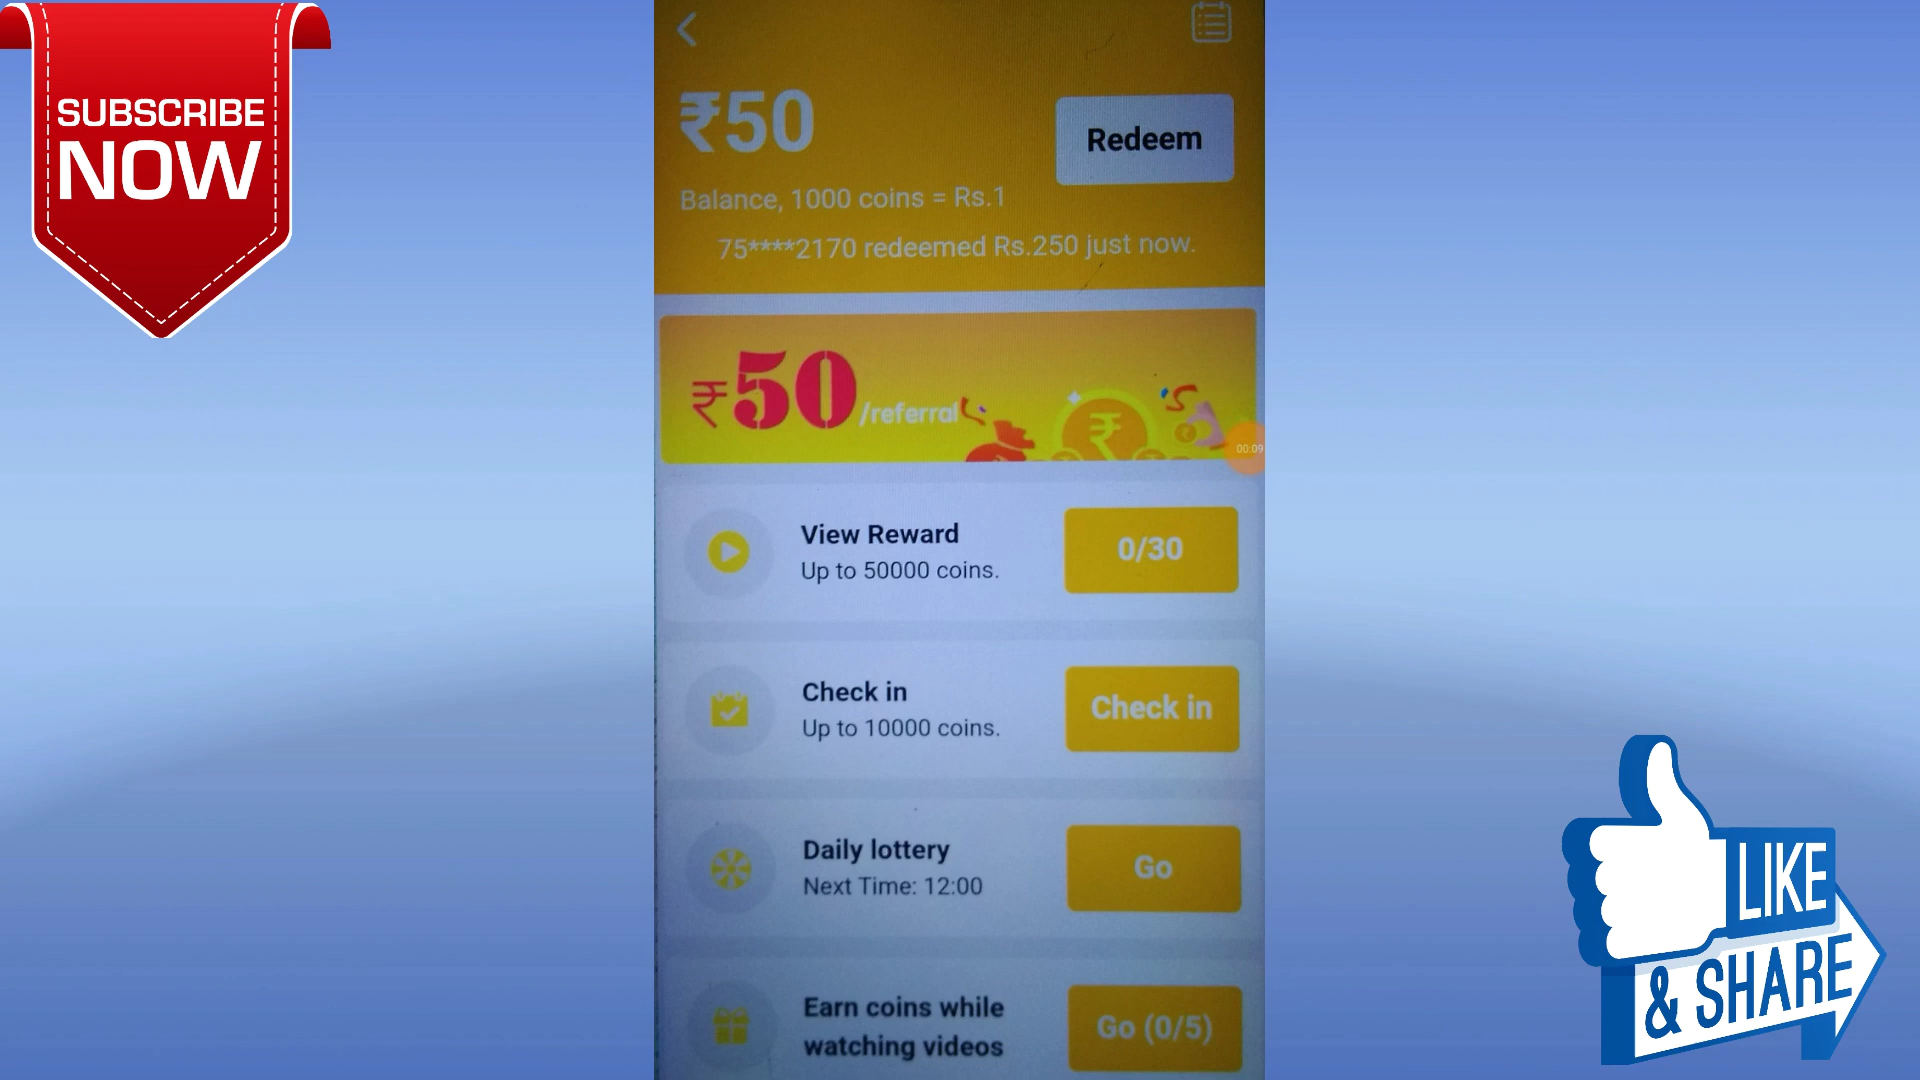 SUBSCRIBE
NOW
₹50
Redeem
Balance, 1000 coins = Rs.1
75****2170 redeemed Rs.250 just now.
₹50/referral
00:09
View Reward
Up to 50000 coins.
0/30
Check in
Up to 10000 coins.
Check in
Daily lottery
Next Time: 12:00
Go
Earn coins while
watching videos
Go (0/5)
LIKE
& SHARE